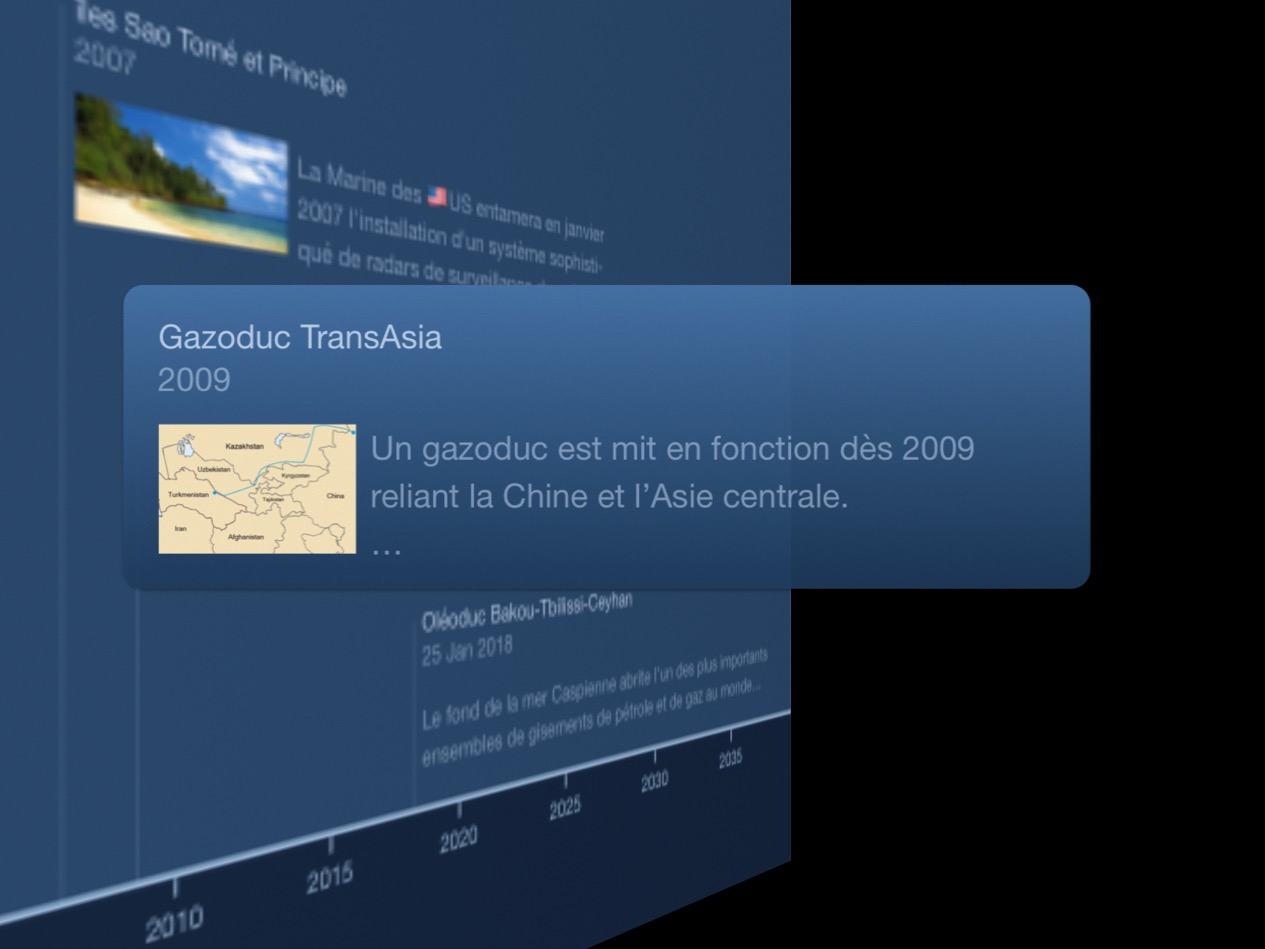 Îles Sao Tomé et Principe
2007
La Marine des US entamera en janvier
2007 l'installation d'un système sophisti-
qué de radars de surveillance
Gazoduc TransAsia
2009
Un gazoduc est mit en fonction dès 2009
reliant la Chine et l’Asie centrale.
...
Kazakhstan
Uzbekistan
Kyrgyzstan
Turkmenistan
Tajikistan
China
Iran
Afghanistan
Oléoduc Bakou-Tbilissi-Ceyhan
25 Jan 2018
Le fond de la mer Caspienne abrite l'un des plus importants
ensembles de gisements de pétrole et de gaz au monde...
2010
2015
2020
2025
2030
2035